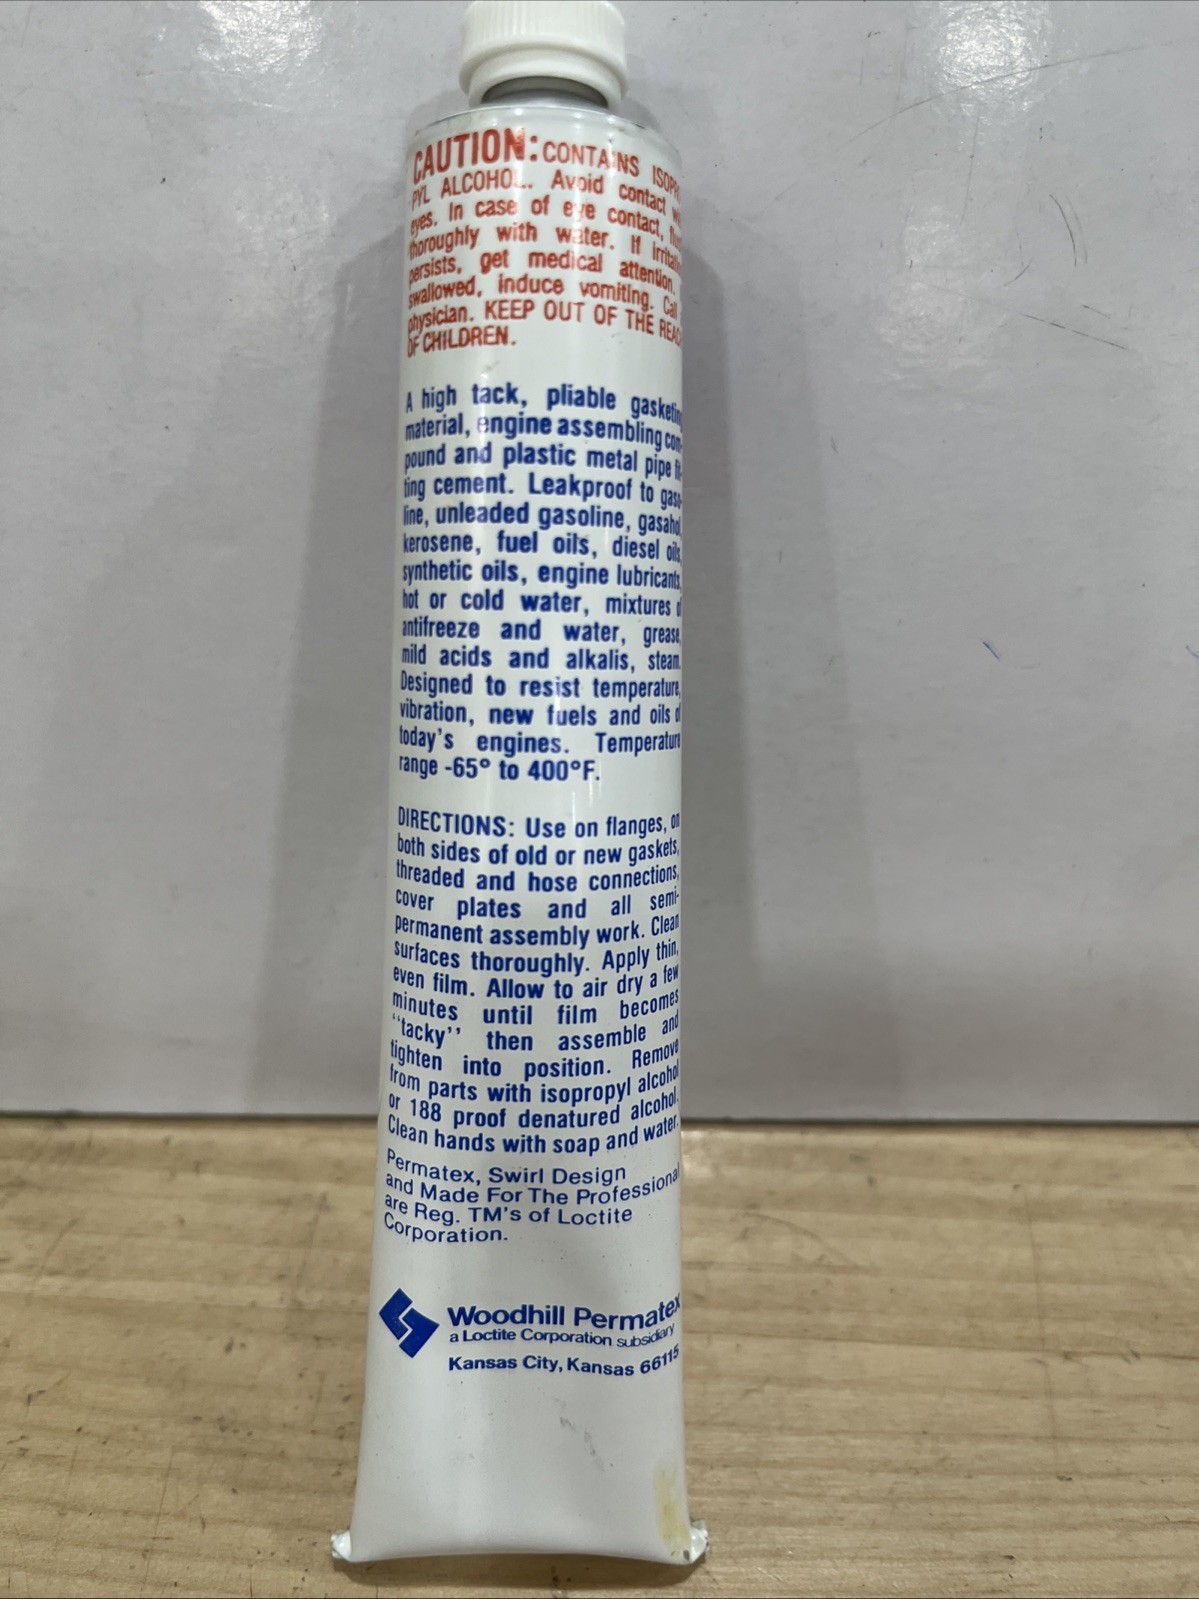 CAUTION: CONTAINS ISOPRO
PYL ALCOHOL. Avoid contact wi
eyes. In case of eye contact, flus
thoroughly with water. If irritati
persists, get medical attention.
swallowed, induce vomiting. Call
physician. KEEP OUT OF THE REAC
OF CHILDREN.
A high tack, pliable gasketing
material, engine assembling com-
pound and plastic metal pipe fit-
ting cement. Leakproof to gaso-
line, unleaded gasoline, gasahol,
kerosene, fuel oils, diesel oils,
synthetic oils, engine lubricants,
hot or cold water, mixtures of
antifreeze and water, grease,
mild acids and alkalis, steam.
Designed to resist temperature,
vibration, new fuels and oils of
today's engines. Temperature
range -65° to 400°F.
DIRECTIONS: Use on flanges, on
both sides of old or new gaskets,
threaded and hose connections,
cover plates and all semi-
permanent assembly work. Clean
surfaces thoroughly. Apply thin,
even film. Allow to air dry a few
minutes until film becomes
''tacky'' then assemble and
tighten into position. Remove
from parts with isopropyl alcohol
or 188 proof denatured alcohol.
Clean hands with soap and water.
Permatex, Swirl Design
and Made For The Professional
are Reg. TM's of Loctite
Corporation.
Woodhill Permatex
a Loctite Corporation subsidiary
Kansas City, Kansas 66115